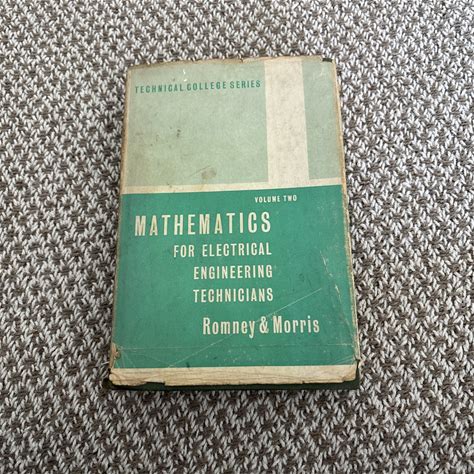 TECHNICAL COLLEGE SERIES
VOLUME TWO
MATHEMATICS
FOR ELECTRICAL
ENGINEERING
TECHNICIANS
Romney & Morris